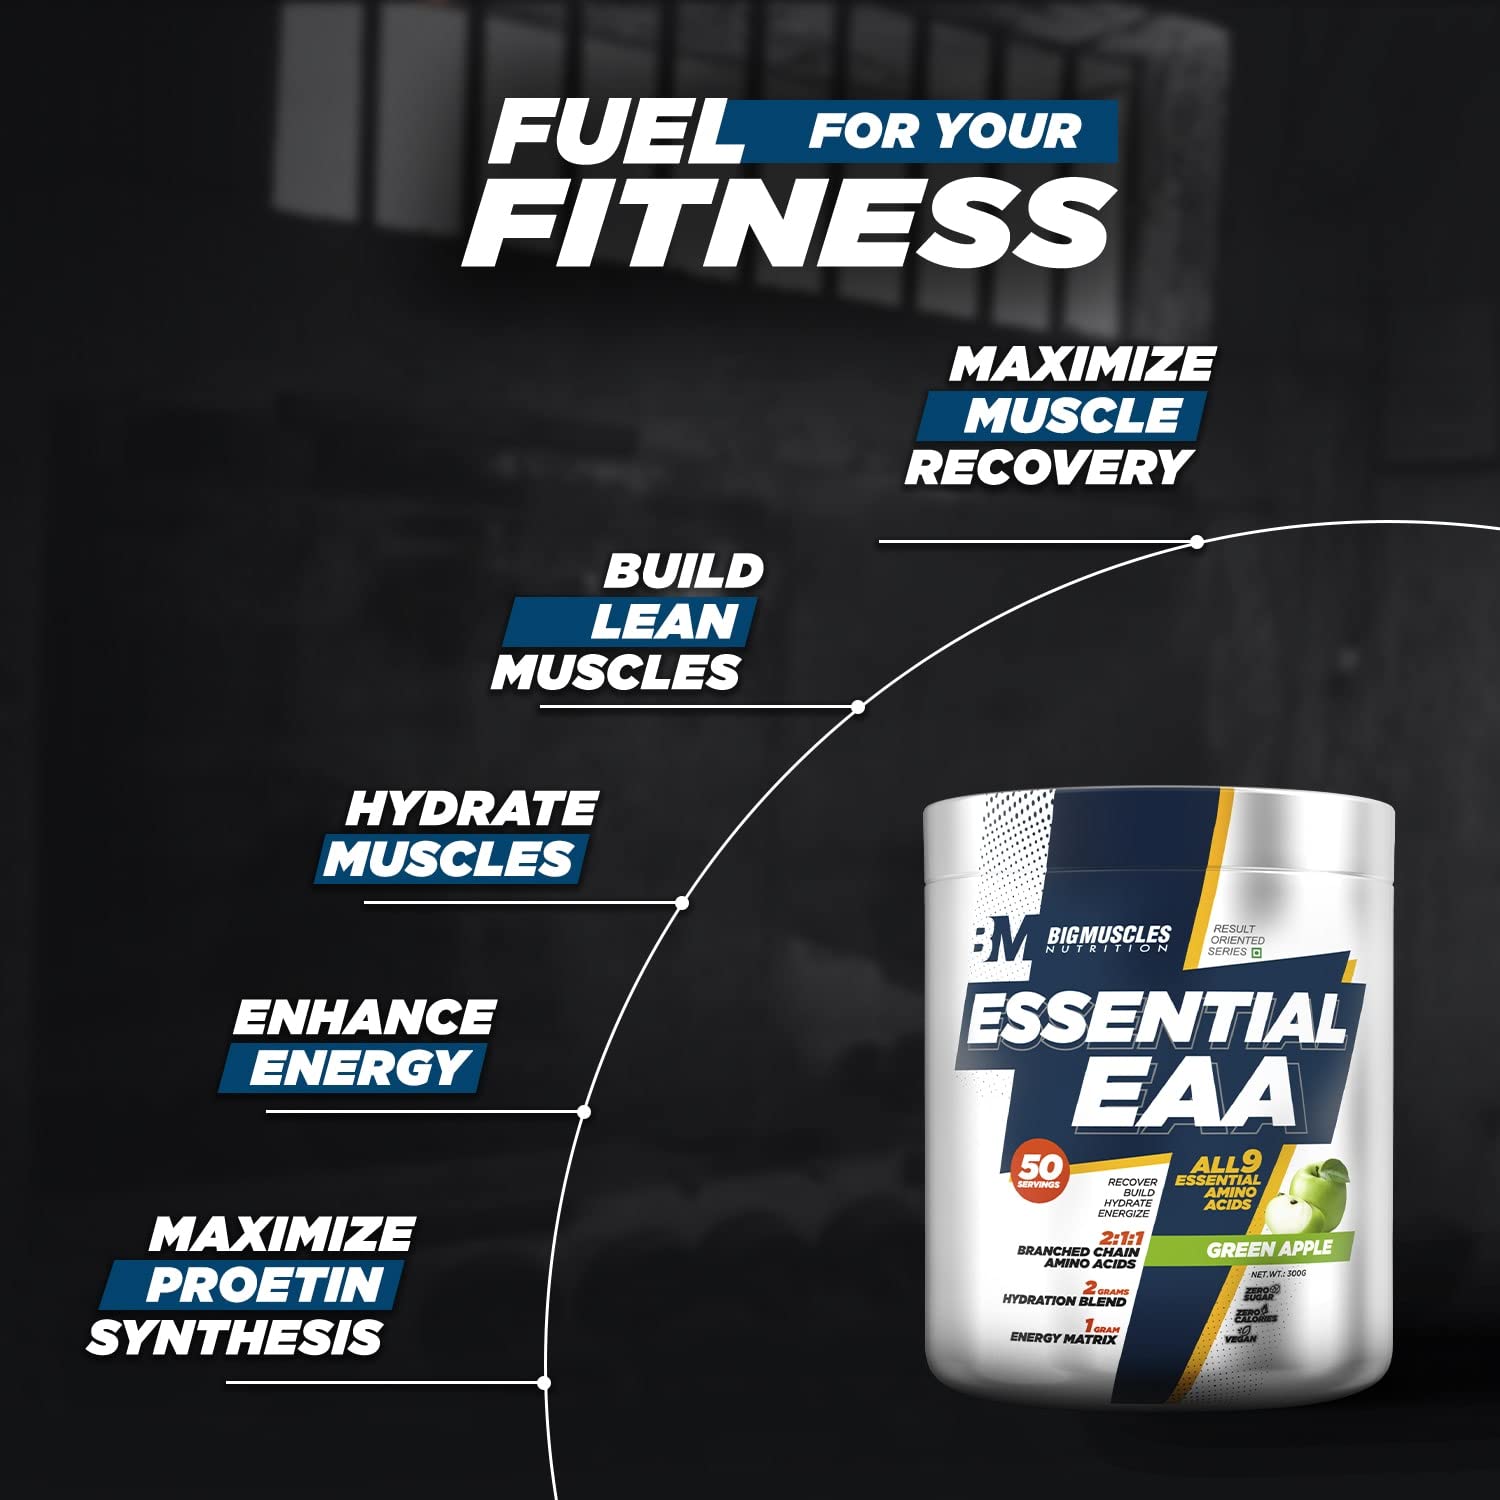 FUEL FOR YOUR
FITNESS
MAXIMIZE
MUSCLE
RECOVERY
BUILD
LEAN
MUSCLES
HYDRATE
MUSCLES
ENHANCE
ENERGY
MAXIMIZE
PROETIN
SYNTHESIS
BM BIGMUSCLES
NUTRITION
RESULT
ORIENTED
SERIES
ESSENTIAL
EAA
50
SERVINGS
RECOVER
BUILD
HYDRATE
ENERGIZE
ALL 9
ESSENTIAL
AMINO
ACIDS
2:1:1
BRANCHED CHAIN
AMINO ACIDS
GREEN APPLE
NET.WT.: 300G
2 GRAMS
HYDRATION BLEND
1 GRAM
ENERGY MATRIX
ZERO
SUGAR
ZERO
CALORIES
VEGAN